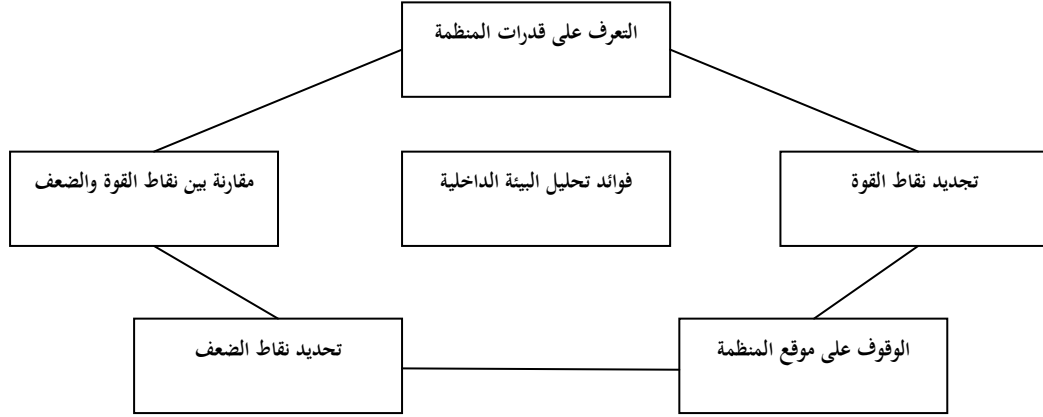 التعرف على قدرات المنظمة
تجديد نقاط القوة
فوائد تحليل البيئة الداخلية
مقارنة بين نقاط القوة والضعف
الوقوف على موقع المنظمة
تحديد نقاط الضعف